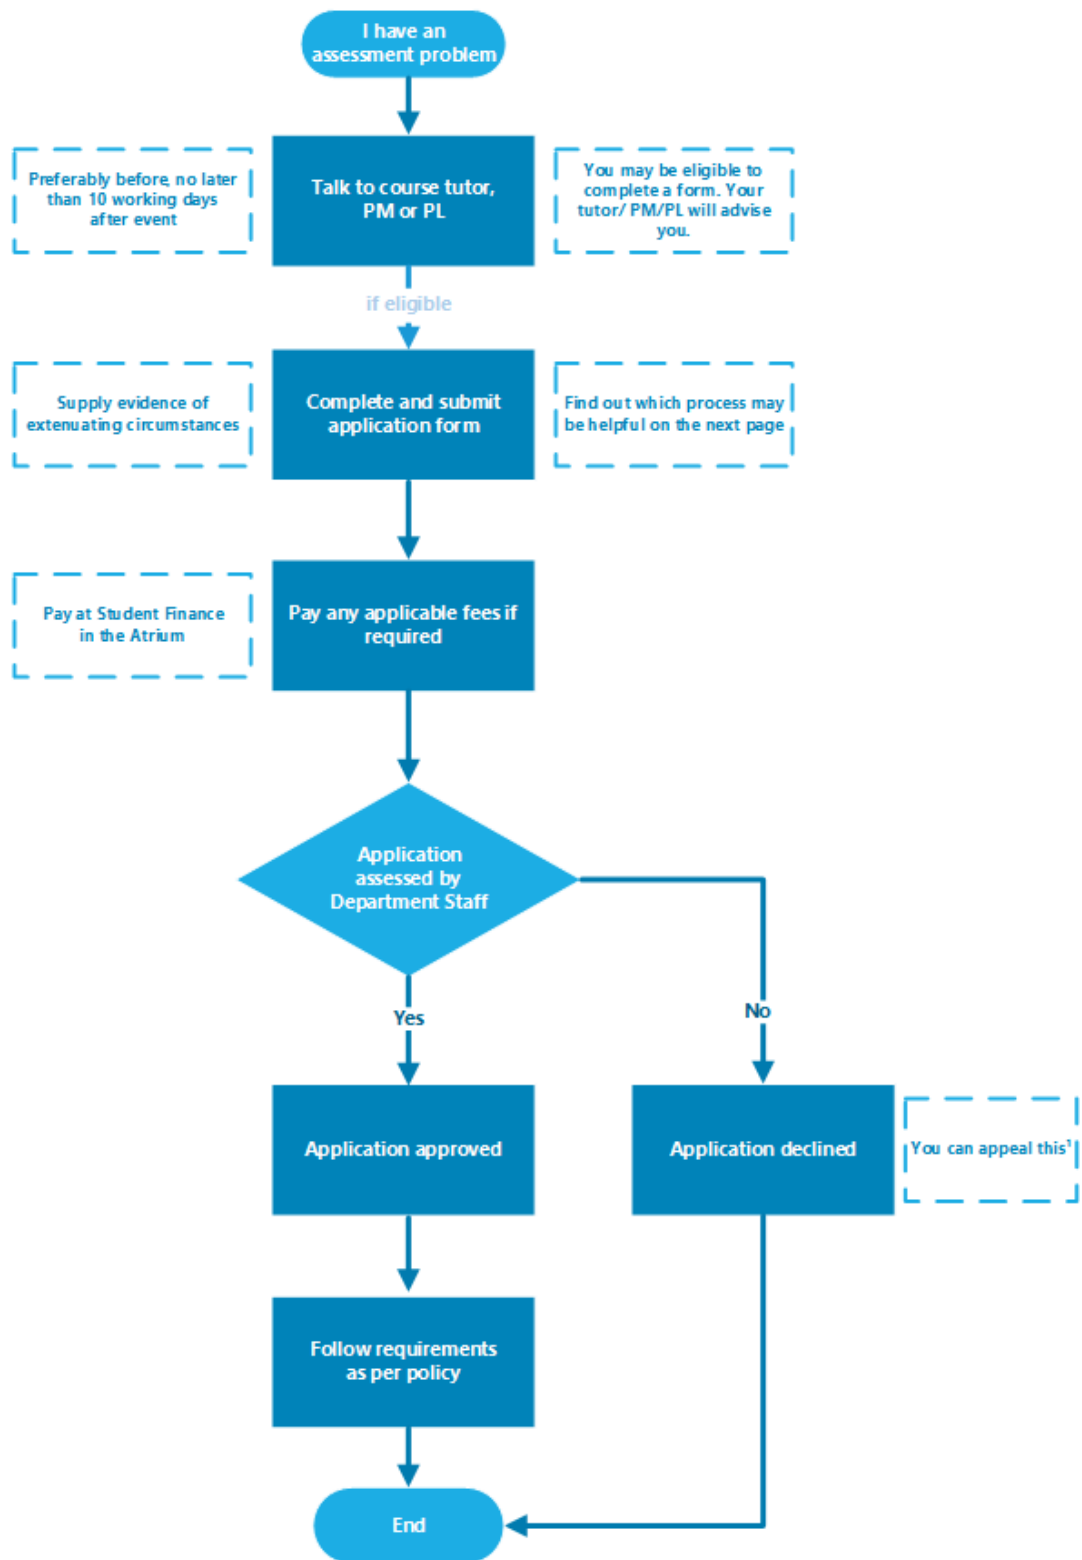 I have an
assessment problem
Preferably before, no later
than 10 working days
after event
Talk to course tutor,
PM or PL
You may be eligible to
complete a form. Your
tutor/ PM/PL will advise
you.
if eligible
Supply evidence of
extenuating circumstances
Complete and submit
application form
Find out which process may
be helpful on the next page
Pay at Student Finance
in the Atrium
Pay any applicable fees if
required
Application
assessed by
Department Staff
Yes
No
Application approved
Application declined
You can appeal this¹
Follow requirements
as per policy
End